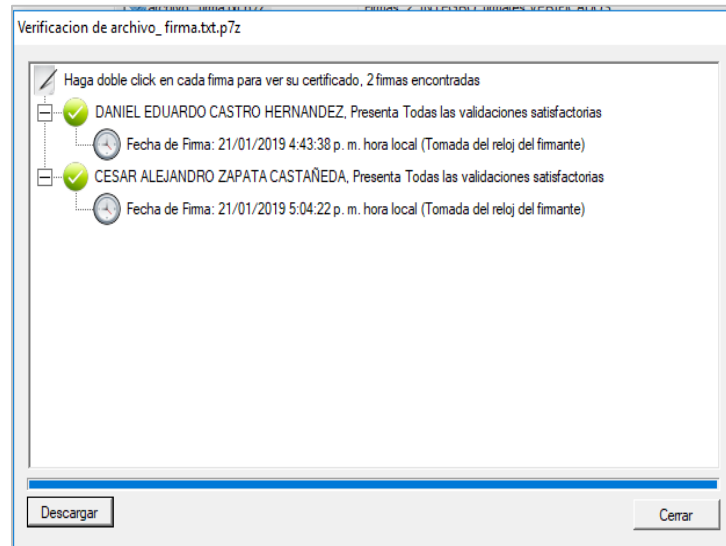 Verificacion de archivo_ firma.txt.p7z
Haga doble click en cada firma para ver su certificado, 2 firmas encontradas
DANIEL EDUARDO CASTRO HERNANDEZ, Presenta Todas las validaciones satisfactorias
Fecha de Firma: 21/01/2019 4:43:38 p. m. hora local (Tomada del reloj del firmante)
CESAR ALEJANDRO ZAPATA CASTAÑEDA, Presenta Todas las validaciones satisfactorias
Fecha de Firma: 21/01/2019 5:04:22 p. m. hora local (Tomada del reloj del firmante)
Descargar
Cerrar